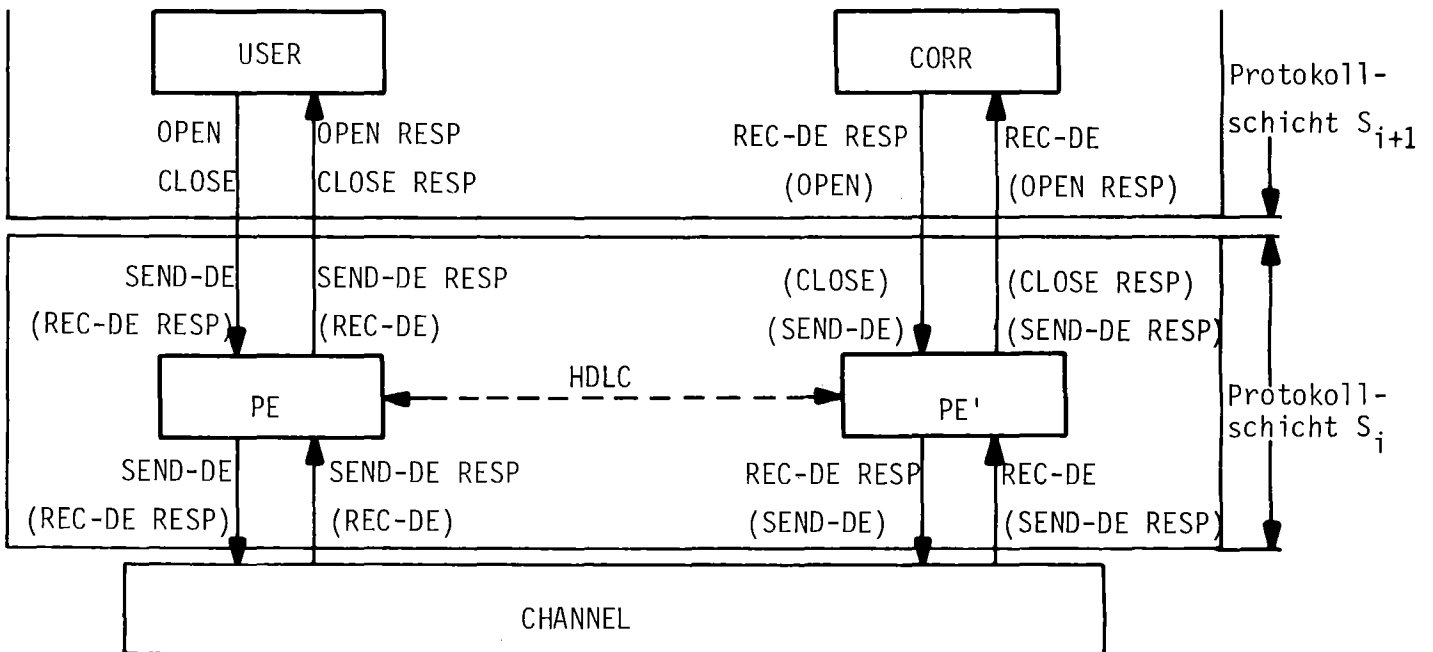 USER
CORR
Protokoll-
schicht S_{i+1}
OPEN
OPEN RESP
REC-DE RESP
REC-DE
CLOSE
CLOSE RESP
(OPEN)
(OPEN RESP)
SEND-DE
SEND-DE RESP
(CLOSE)
(CLOSE RESP)
(REC-DE RESP)
(REC-DE)
(SEND-DE)
(SEND-DE RESP)
HDLC
PE
PE'
Protokoll-
schicht S_i
SEND-DE
SEND-DE RESP
REC-DE RESP
REC-DE
(REC-DE RESP)
(REC-DE)
(SEND-DE)
(SEND-DE RESP)
CHANNEL